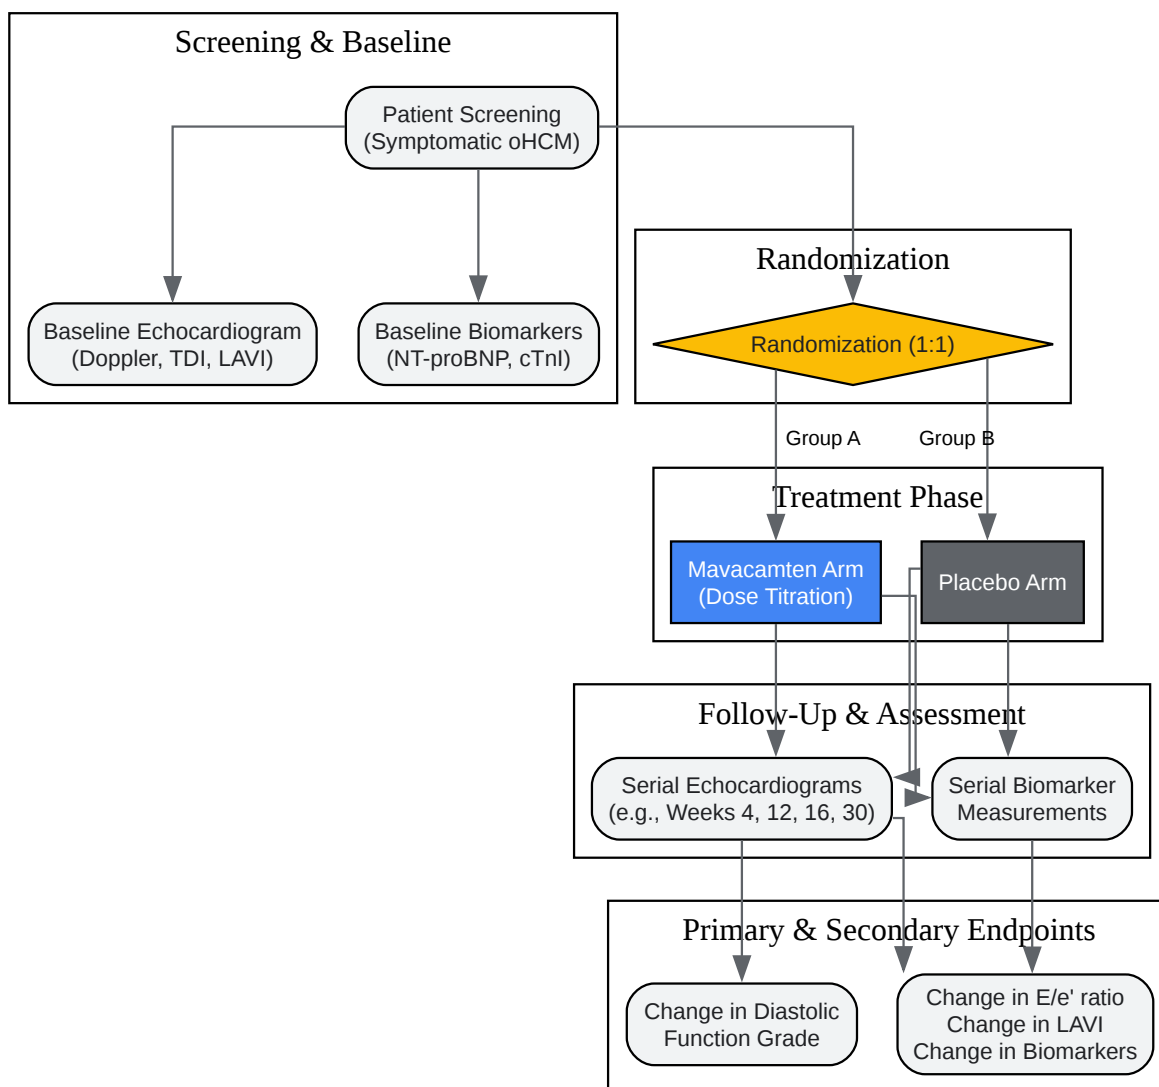 Screening & Baseline
Patient Screening
(Symptomatic oHCM)
Baseline Echocardiogram
(Doppler, TDI, LAVI)
Baseline Biomarkers
(NT-proBNP, cTnI)
Randomization
Randomization (1:1)
Group A
Group B
Treatment Phase
Mavacamten Arm
(Dose Titration)
Placebo Arm
Follow-Up & Assessment
Serial Echocardiograms
(e.g., Weeks 4, 12, 16, 30)
Serial Biomarker
Measurements
Primary & Secondary Endpoints
Change in Diastolic
Function Grade
Change in E/e' ratio
Change in LAVI
Change in Biomarkers